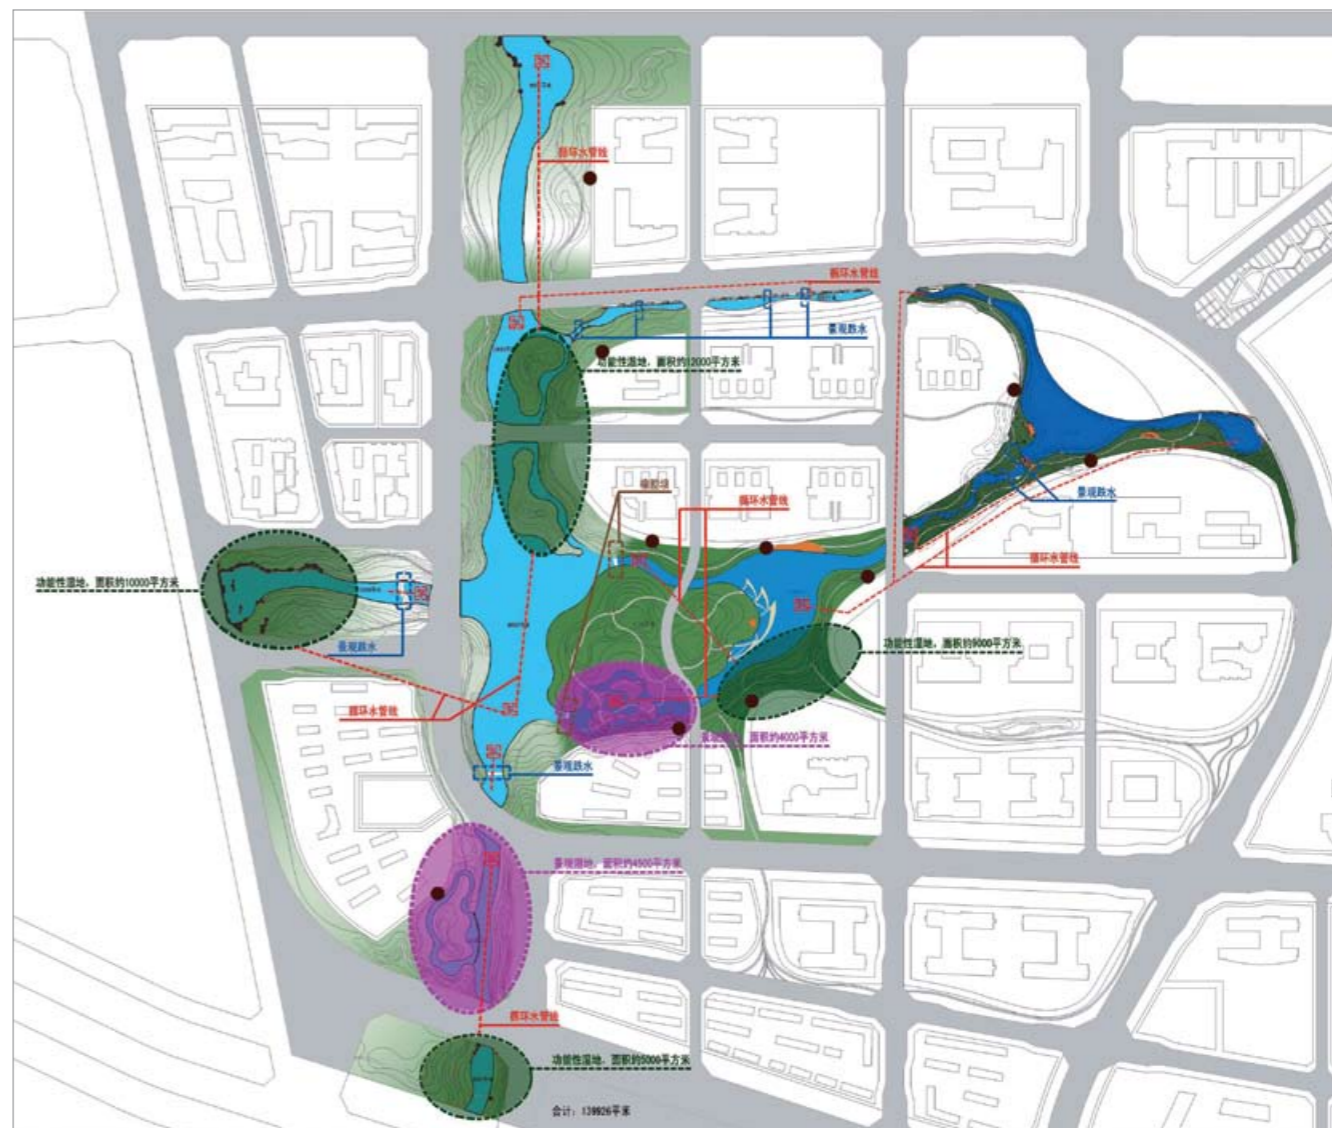 循环水管线
循环水管线
景观跌水
功能性湿地，面积约12000平方米
橡胶坝
循环水管线
景观跌水
循环水管线
功能性湿地，面积约10000平方米
景观跌水
功能性湿地，面积约9000平方米
循环水管线
景观湿地，面积约4000平方米
景观跌水
景观湿地，面积约4500平方米
循环水管线
功能性湿地，面积约5000平方米
合计：139926平米